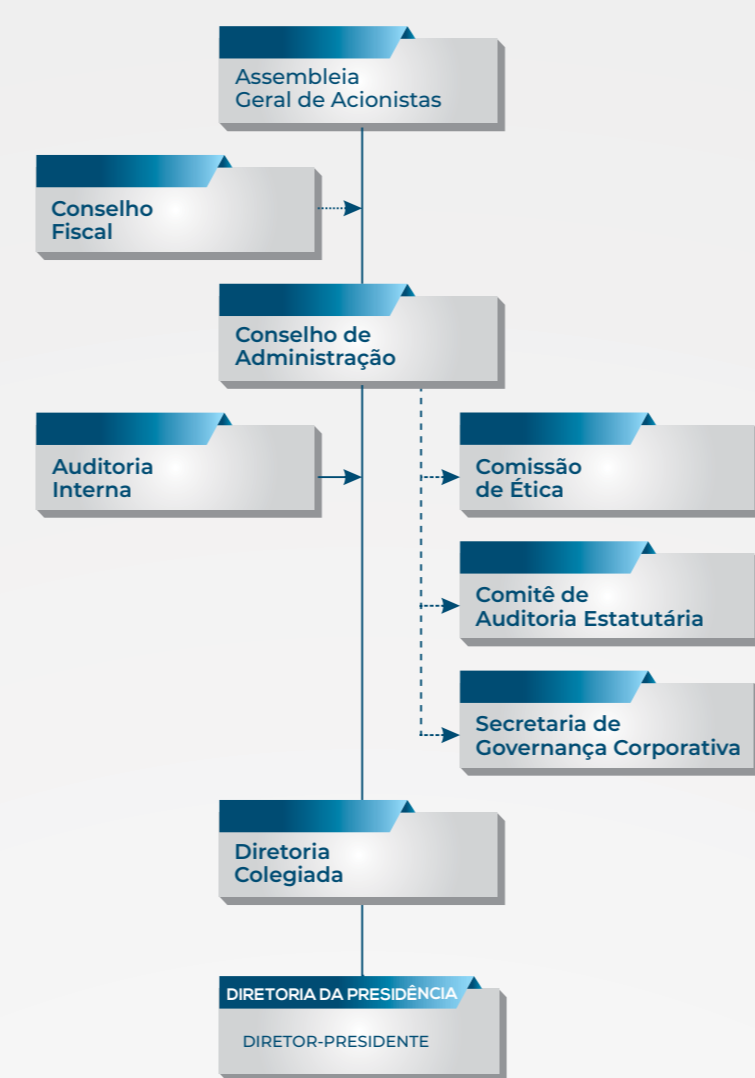 Assembleia
Geral de Acionistas
Conselho
Fiscal
Conselho de
Administração
Auditoria
Interna
Comissão
de Ética
Comitê de
Auditoria Estatutária
Secretaria de
Governança Corporativa
Diretoria
Colegiada
DIRETORIA DA PRESIDÊNCIA
DIRETOR-PRESIDENTE